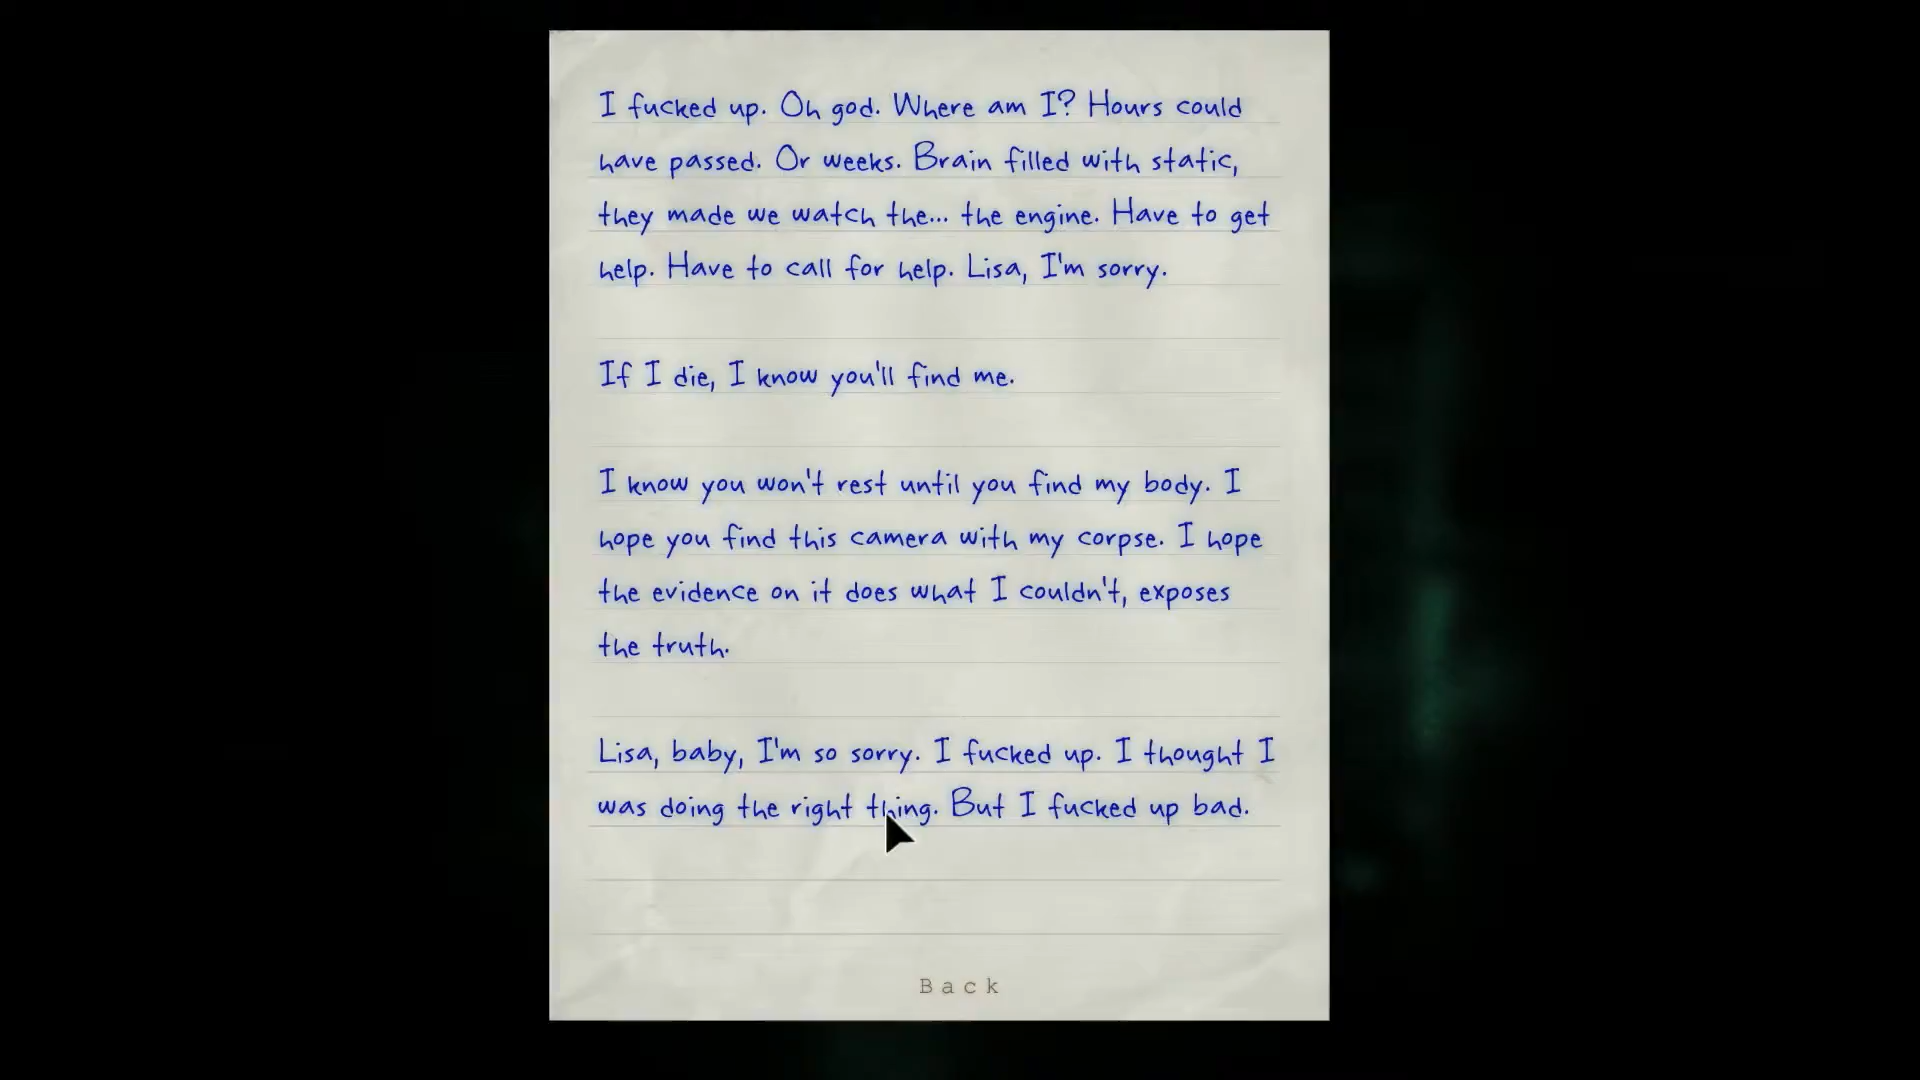 I fucked up. Oh god. Where am I? Hours could
have passed. Or weeks. Brain filled with static,
they made we watch the... the engine. Have to get
help. Have to call for help. Lisa, I'm sorry.
If I die, I know you'll find me.
I know you won't rest until you find my body. I
hope you find this camera with my corpse. I hope
the evidence on it does what I couldn't, exposes
the truth.
Lisa, baby, I'm so sorry. I fucked up. I thought I
was doing the right thing. But I fucked up bad.
Back